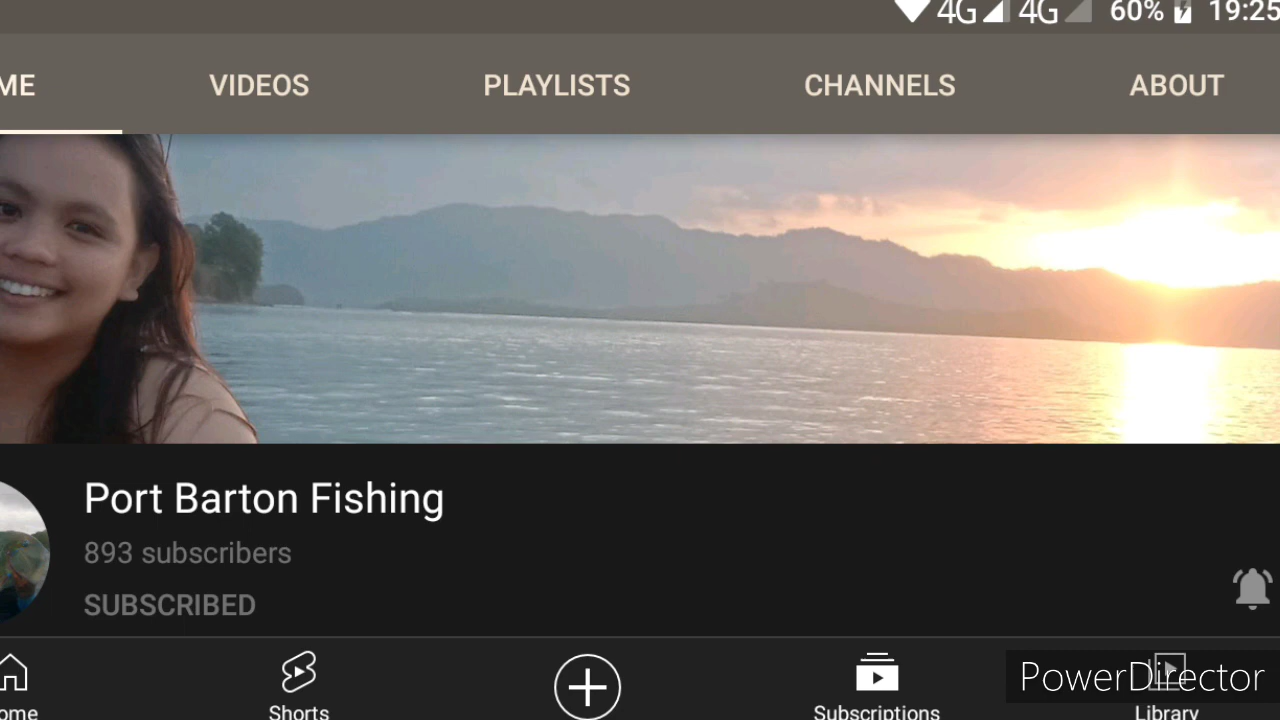 4G 4G 60% 19:25
ME VIDEOS PLAYLISTS CHANNELS ABOUT
Port Barton Fishing
893 subscribers
SUBSCRIBED
ome Shorts Subscriptions Library
PowerDirector